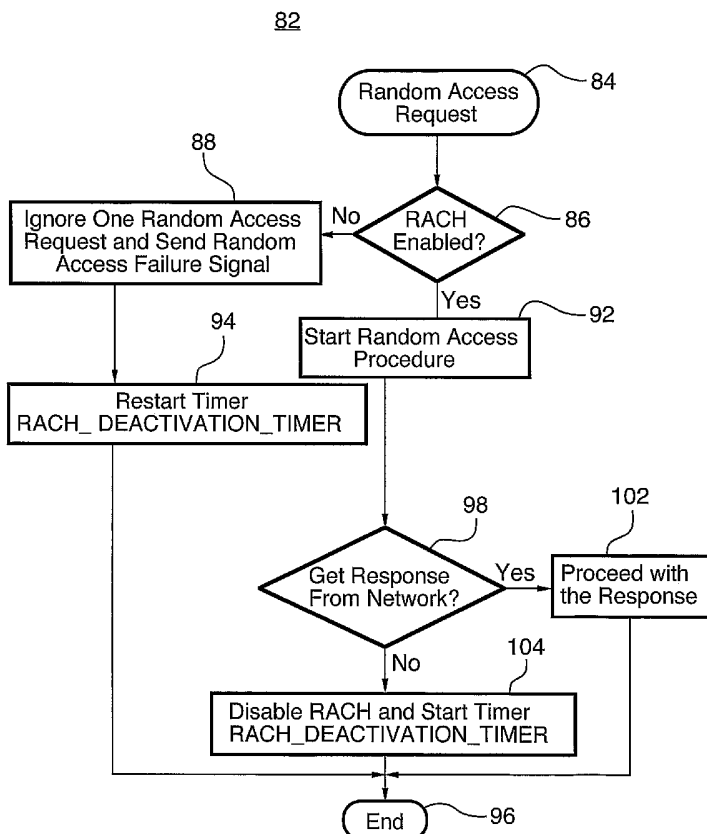 82
Random Access
Request
84
88
Ignore One Random Access
Request and Send Random
Access Failure Signal
No
RACH
Enabled?
86
Yes
92
Start Random Access
Procedure
94
Restart Timer
RACH_ DEACTIVATION_TIMER
98
Get Response
From Network?
Yes
102
Proceed with
the Response
No
104
Disable RACH and Start Timer
RACH_DEACTIVATION_TIMER
End
96